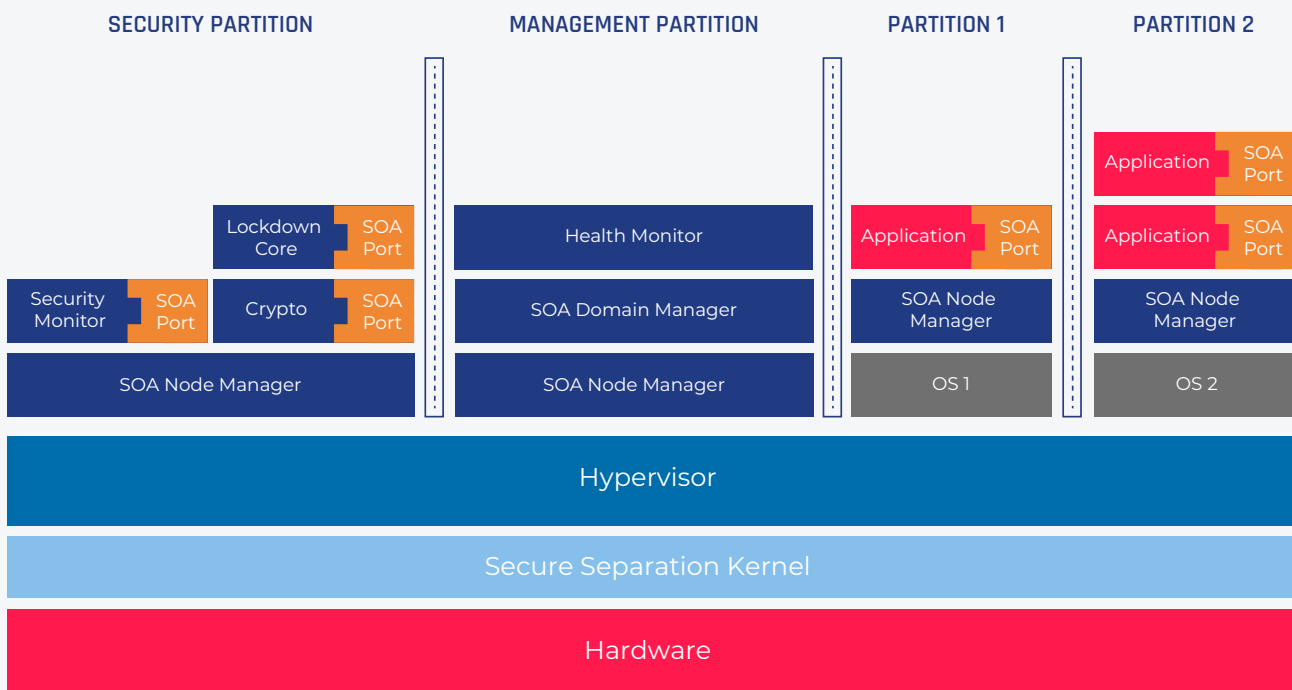 SECURITY PARTITION
MANAGEMENT PARTITION
PARTITION 1
PARTITION 2
Application
SOA
Port
Lockdown
Core
SOA
Port
Health Monitor
Application
SOA
Port
Application
SOA
Port
Security
Monitor
SOA
Port
Crypto
SOA
Port
SOA Domain Manager
SOA Node
Manager
SOA Node
Manager
SOA Node Manager
SOA Node Manager
OS 1
OS 2
Hypervisor
Secure Separation Kernel
Hardware